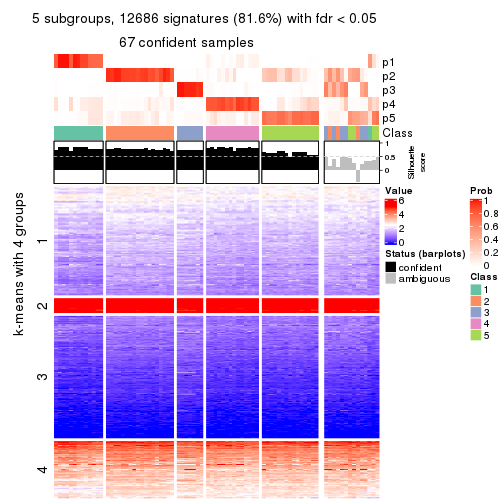 5 subgroups, 12686 signatures (81.6%) with fdr < 0.05
67 confident samples
p1
p2
p3
p4
p5
Class
1
0.5
0
Silhouette
score
k-means with 4 groups
1
2
3
4
Value
6
4
2
0
Status (barplots)
confident
ambiguous
Prob
1
0.8
0.6
0.4
0.2
0
Class
1
2
3
4
5